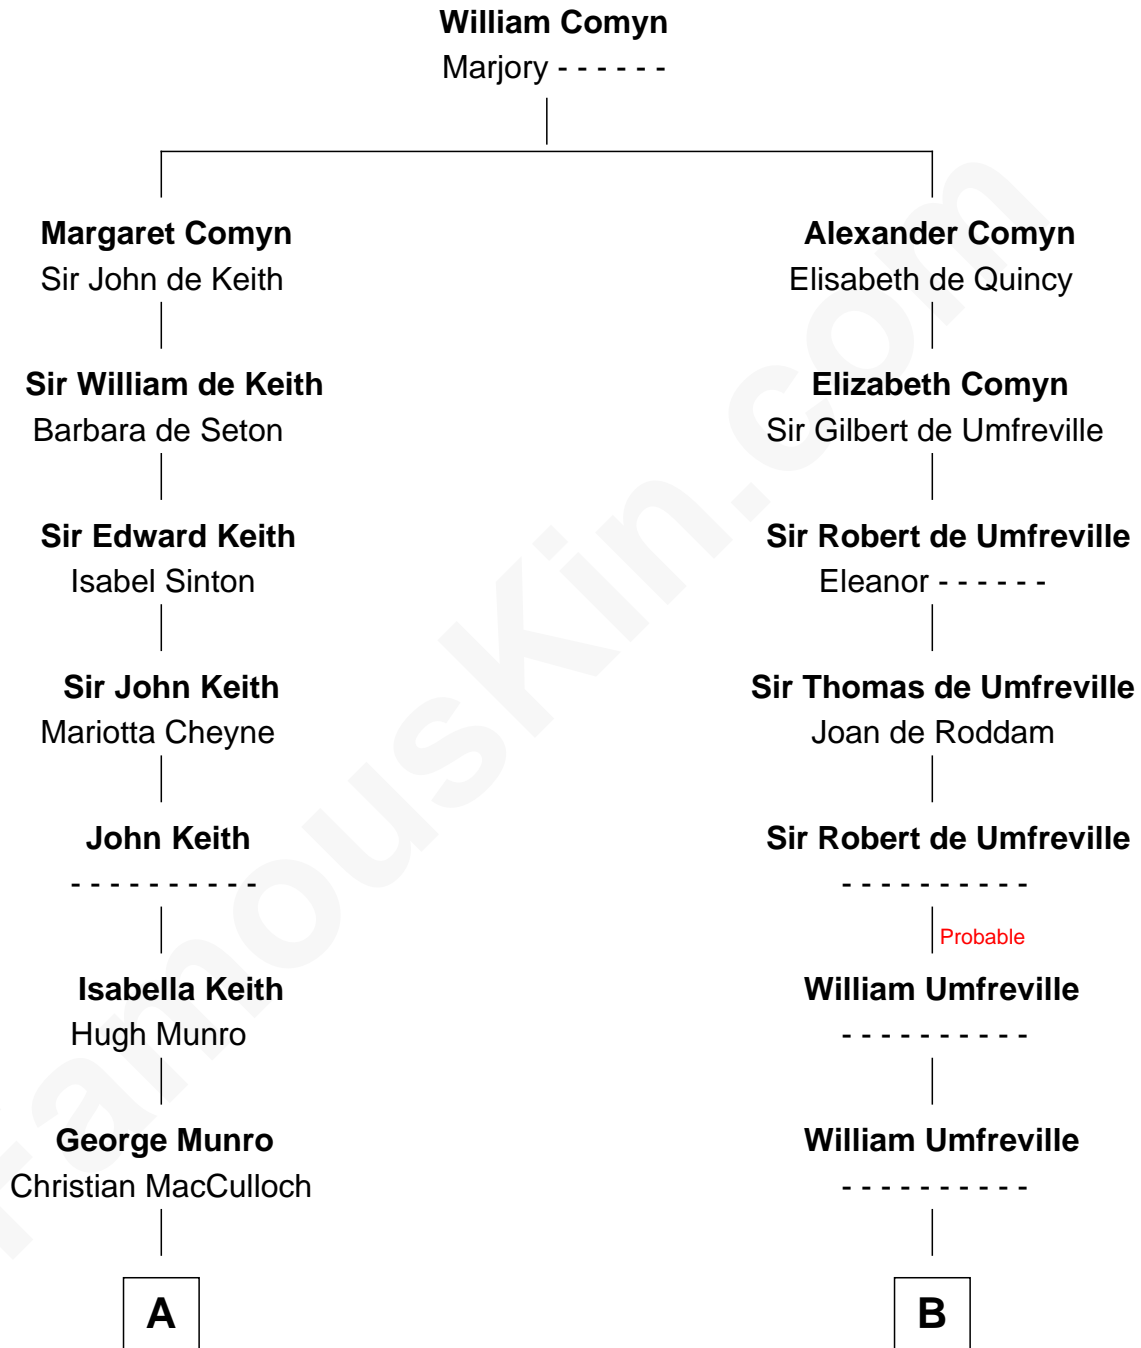 William Comyn
Marjory - - - - - -
Margaret Comyn
Sir John de Keith
Alexander Comyn
Elisabeth de Quincy
Sir William de Keith
Barbara de Seton
Elizabeth Comyn
Sir Gilbert de Umfreville
Sir Edward Keith
Isabel Sinton
Sir Robert de Umfreville
Eleanor - - - - - -
Sir John Keith
Mariotta Cheyne
Sir Thomas de Umfreville
Joan de Roddam
John Keith
- - - - - - - - - -
Sir Robert de Umfreville
- - - - - - - - - -
Probable
Isabella Keith
Hugh Munro
William Umfreville
- - - - - - - - - -
George Munro
Christian MacCulloch
William Umfreville
- - - - - - - - - -
A
B
FamousKin.com